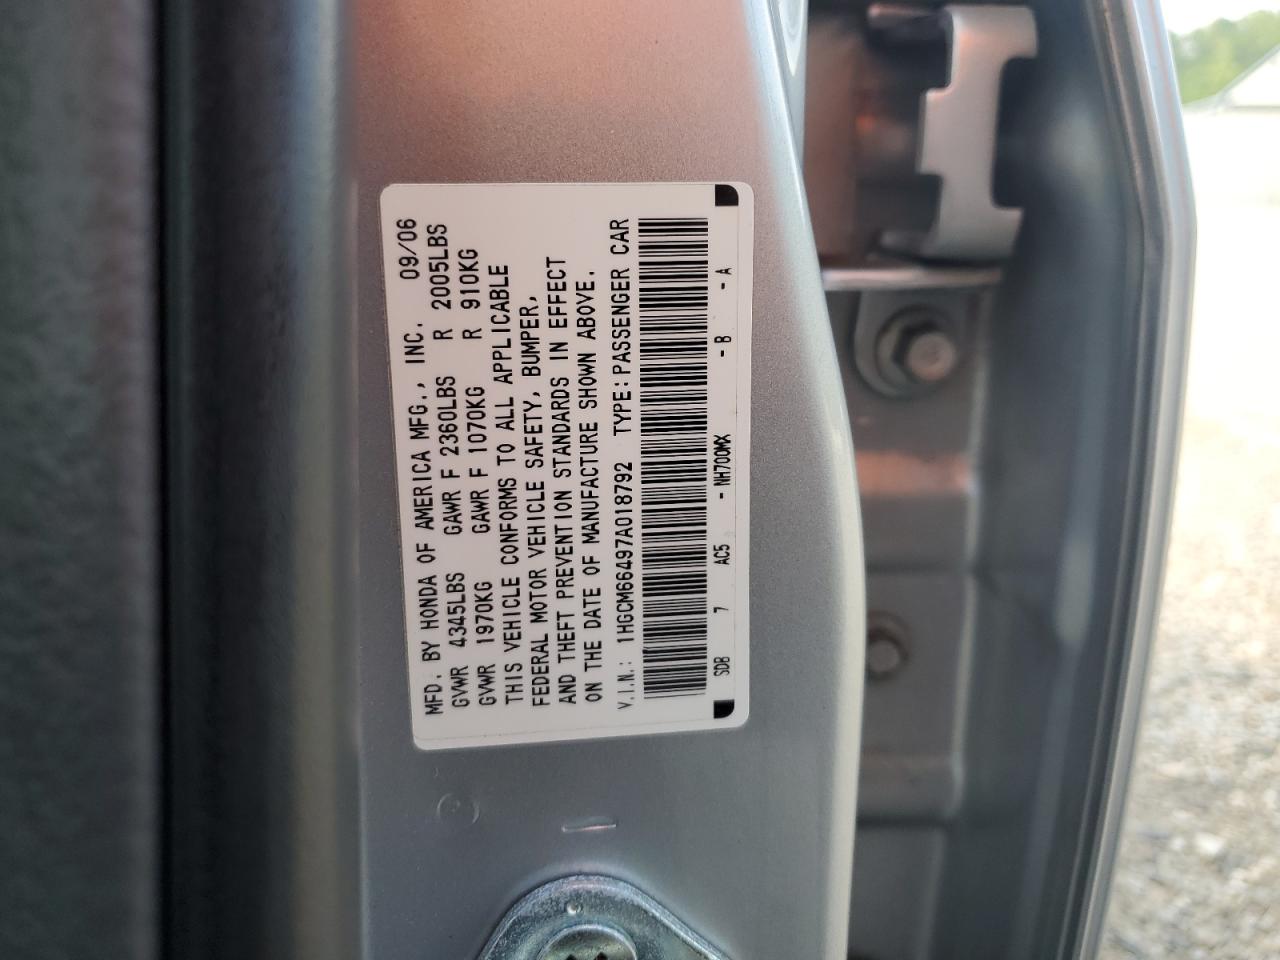 MFD. BY HONDA OF AMERICA MFG., INC. 09/06
GVWR 4345LBS GAWR F 2360LBS R 2005LBS
GVWR 1970KG GAWR F 1070KG R 910KG
THIS VEHICLE CONFORMS TO ALL APPLICABLE
FEDERAL MOTOR VEHICLE SAFETY, BUMPER,
AND THEFT PREVENTION STANDARDS IN EFFECT
ON THE DATE OF MANUFACTURE SHOWN ABOVE.
V.I.N.: 1HGCM66497A018792 TYPE: PASSENGER CAR
SDB 7 AC5 - NH700MX - B - A